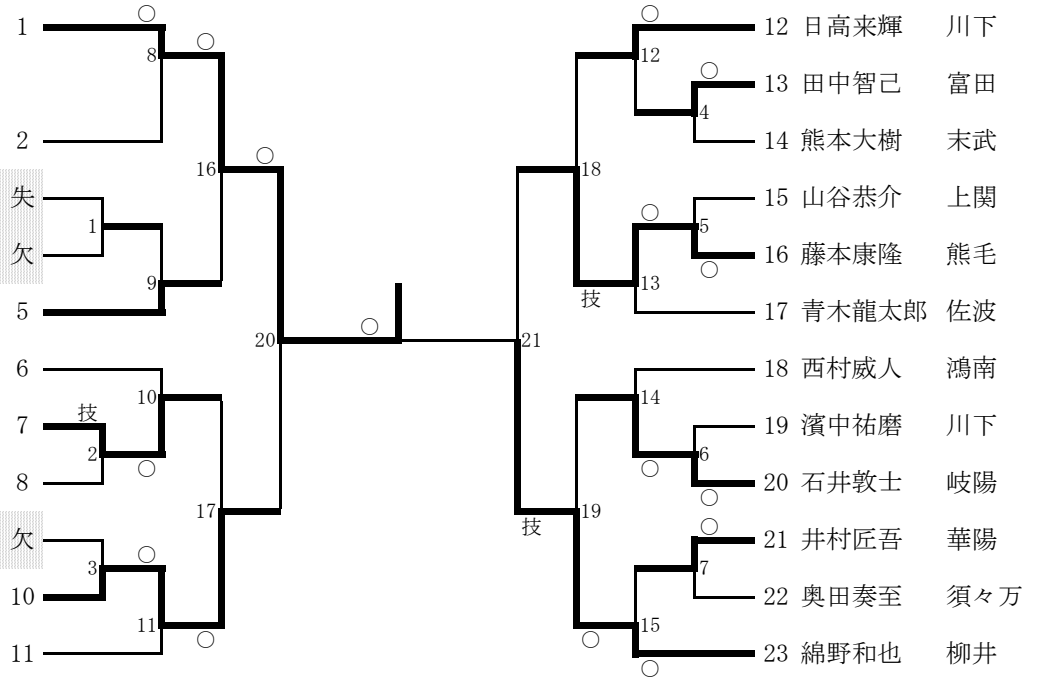 1
○
8
○
2
16
○
失
1
欠
9
5
20
○
6
10
7
技
2
○
8
17
欠
○
3
10
11
○
11
○
12 日高来輝 川下
12
○
13 田中智己 富田
4
14 熊本大樹 末武
18
15 山谷恭介 上関
○
5
16 藤本康隆 熊毛
○
13
技
17 青木龍太郎 佐波
21
18 西村威人 鴻南
14
19 濱中祐磨 川下
6
○
20 石井敦士 岐陽
○
19
技
○
21 井村匠吾 華陽
7
22 奥田奏至 須々万
15
○
23 綿野和也 柳井
○